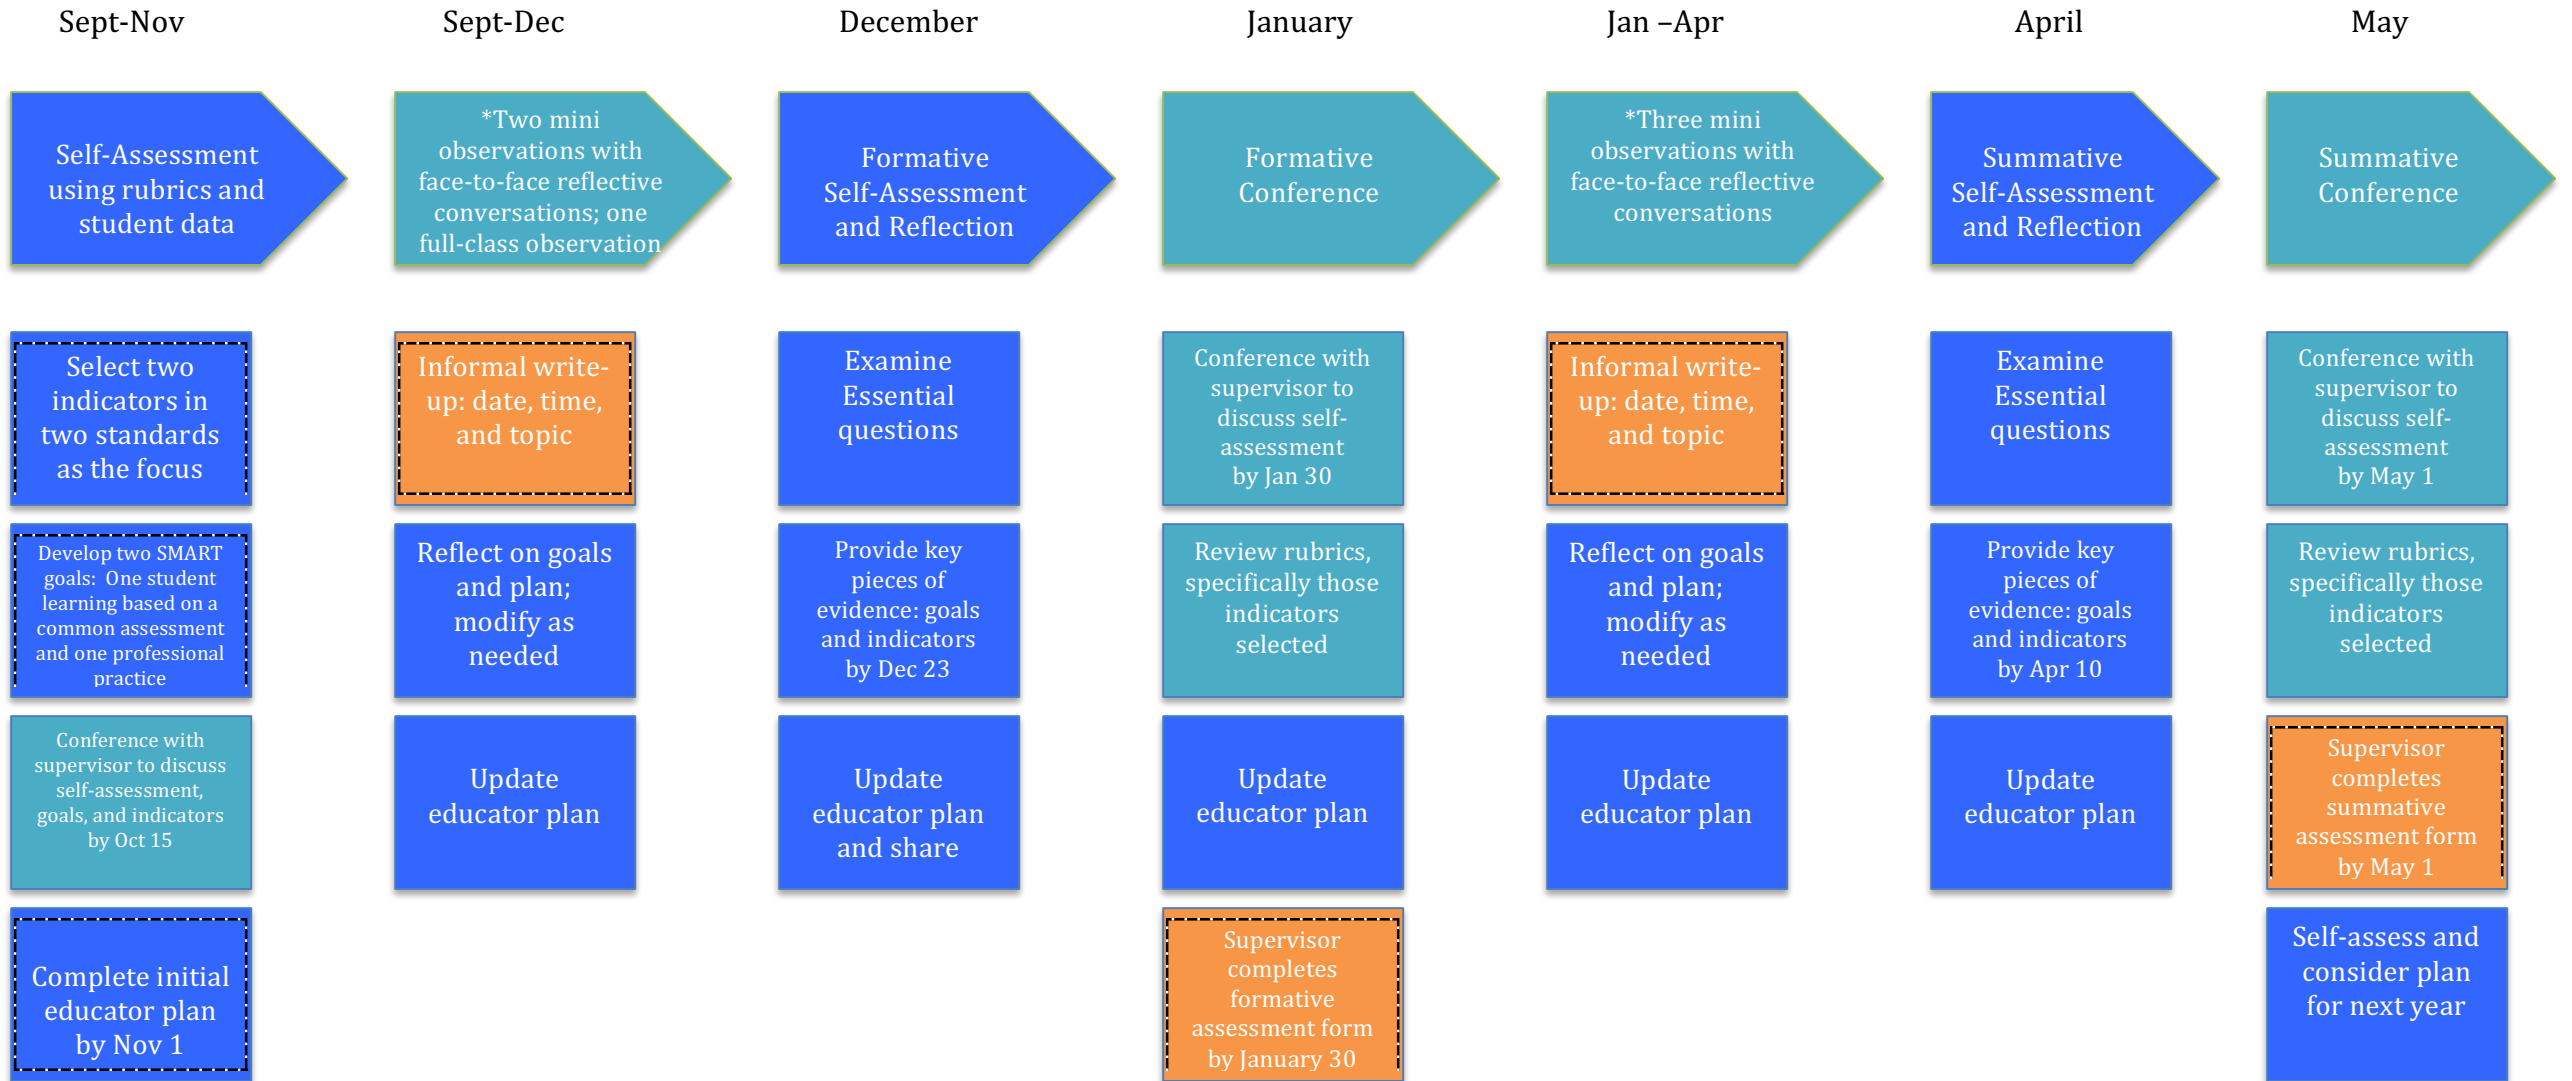 Sept-Nov
Sept-Dec
December
January
Jan –Apr
April
May
Self-Assessment
using rubrics and
student data
*Two mini
observations with
face-to-face reflective
conversations; one
full-class observation
Formative
Self-Assessment
and Reflection
Formative
Conference
*Three mini
observations with
face-to-face reflective
conversations
Summative
Self-Assessment
and Reflection
Summative
Conference
Select two
indicators in
two standards
as the focus
Informal write-
up: date, time,
and topic
Examine
Essential
questions
Conference with
supervisor to
discuss self-
assessment
by Jan 30
Informal write-
up: date, time,
and topic
Examine
Essential
questions
Conference with
supervisor to
discuss self-
assessment
by May 1
Develop two SMART
goals: One student
learning based on a
common assessment
and one professional
practice
Reflect on goals
and plan;
modify as
needed
Provide key
pieces of
evidence: goals
and indicators
by Dec 23
Review rubrics,
specifically those
indicators
selected
Reflect on goals
and plan;
modify as
needed
Provide key
pieces of
evidence: goals
and indicators
by Apr 10
Review rubrics,
specifically those
indicators
selected
Conference with
supervisor to discuss
self-assessment,
goals, and indicators
by Oct 15
Update
educator plan
Update
educator plan
and share
Update
educator plan
Update
educator plan
Update
educator plan
Supervisor
completes
summative
assessment form
by May 1
Complete initial
educator plan
by Nov 1
Supervisor
completes
formative
assessment form
by January 30
Self-assess and
consider plan
for next year